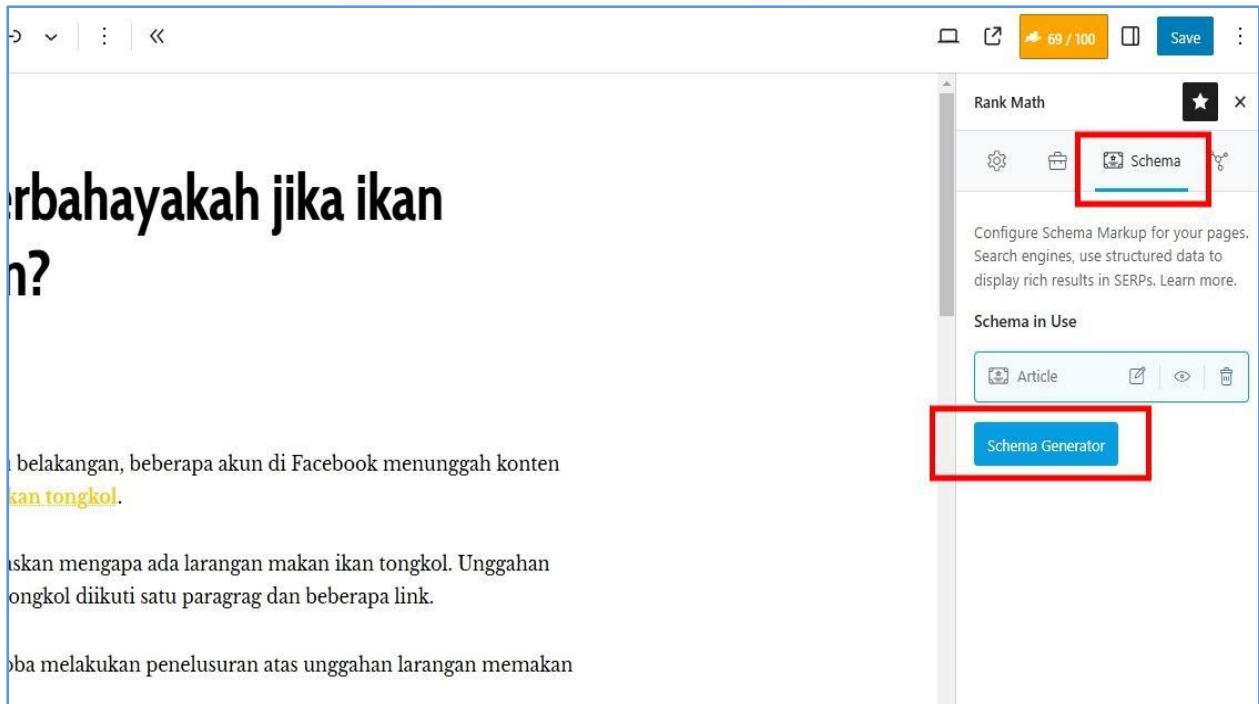 69 / 100
Save
Rank Math
Schema
Configure Schema Markup for your pages.
Search engines, use structured data to
display rich results in SERPs. Learn more.
Schema in Use
Article
Schema Generator
rbahayakah jika ikan
n?
belakangan, beberapa akun di Facebook menunggah konten
kan tongkol.
askan mengapa ada larangan makan ikan tongkol. Unggahan
ongkol diikuti satu paragrag dan beberapa link.
oba melakukan penelusuran atas unggahan larangan memakan